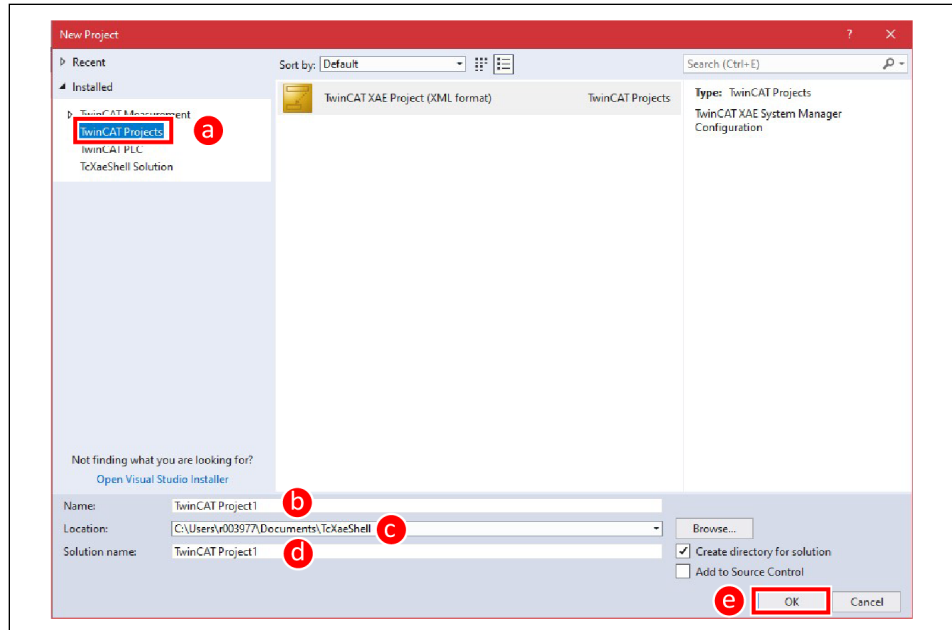 New Project ? ×
Recent
Installed
TwinCAT Measurement
TwinCAT Projects
a
TwinCAT PLC
TcXaeShell Solution
Sort by: Default
Search (Ctrl+E)
TwinCAT XAE Project (XML format) TwinCAT Projects
Type: TwinCAT Projects
TwinCAT XAE System Manager
Configuration
Not finding what you are looking for?
Open Visual Studio Installer
Name: TwinCAT Project1 b
Location: C:\Users\r003977\Documents\TcXaeShell c Browse...
Solution name: TwinCAT Project1 d
Create directory for solution
Add to Source Control
e OK Cancel